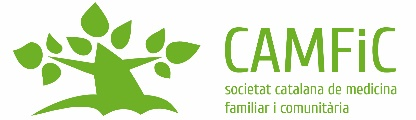 CAMFiC
societat catalana de medicina
familiar i comunitària